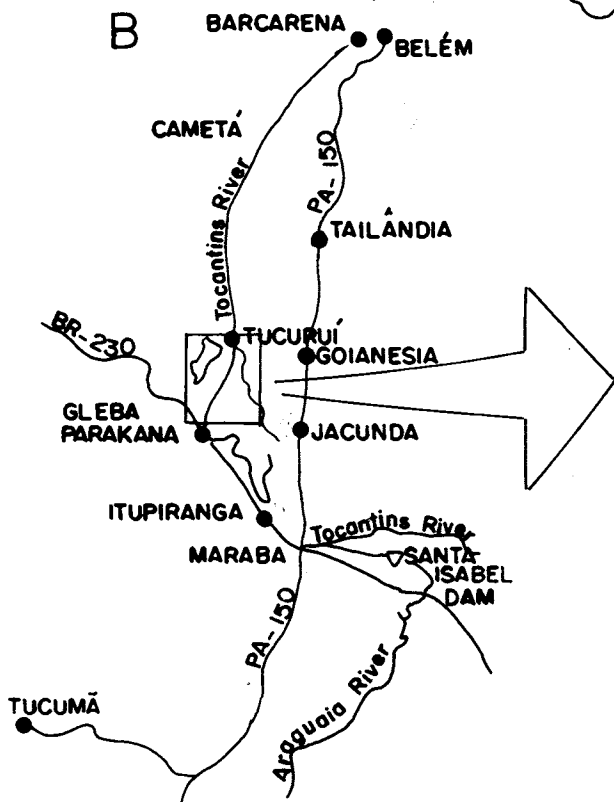 B
BARCARENA
BELÉM
CAMETÁ
PA-150
Tocantins River
TAILÂNDIA
BR-230
TUCURUÍ
GOIANESIA
GLEBA
PARAKANA
JACUNDA
ITUPIRANGA
Tocantins River
MARABA
SANTA
ISABEL
DAM
PA-150
Araguaia River
TUCUMÃ